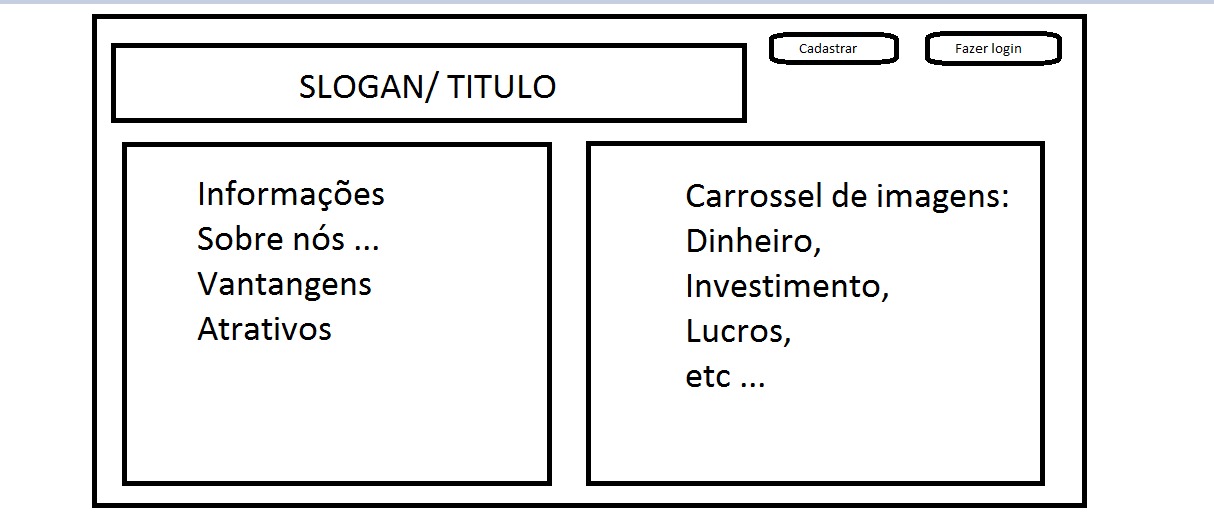 Cadastrar
Fazer login
SLOGAN/ TITULO
Informações
Sobre nós ...
Vantangens
Atrativos
Carrossel de imagens:
Dinheiro,
Investimento,
Lucros,
etc ...